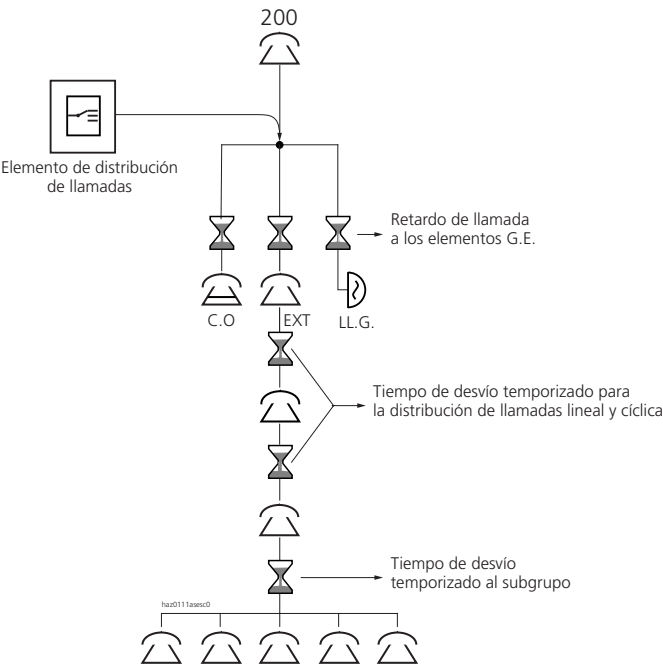 200
Elemento de distribución
de llamadas
Retardo de llamada
a los elementos G.E.
C.O
EXT
LL.G.
Tiempo de desvío temporizado para
la distribución de llamadas lineal y cíclica
Tiempo de desvío
temporizado al subgrupo
haz0111asesc0